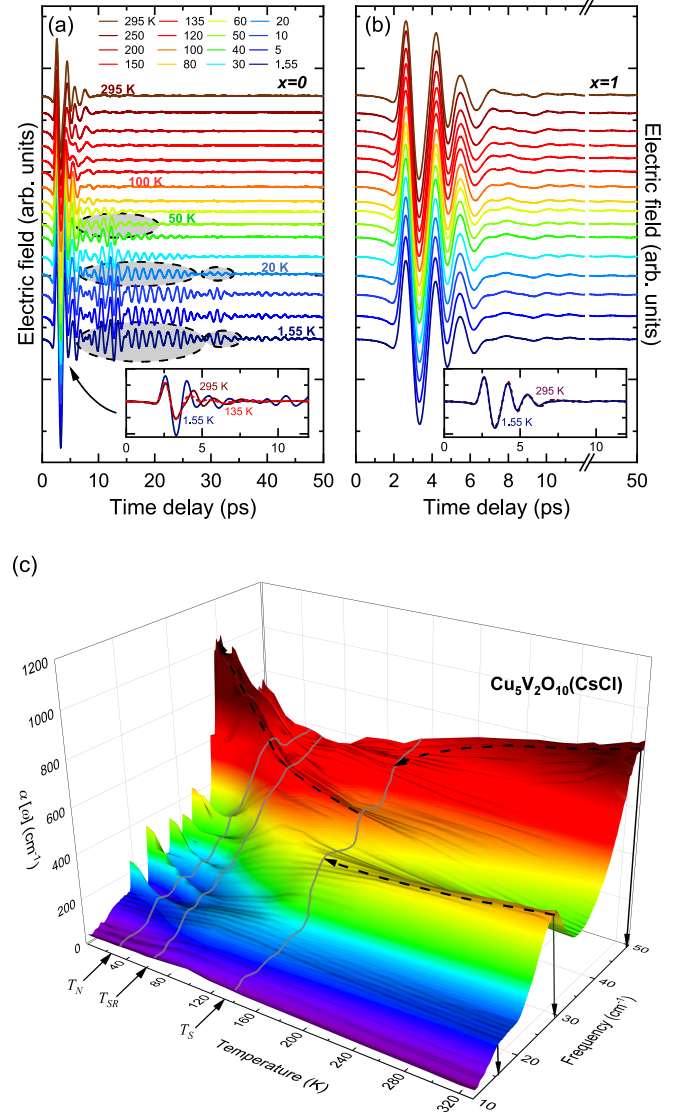 (a)
295 K 135 60 20
250 120 50 10
200 100 40 5
150 80 30 1.55
295 K
x=0
100 K
50 K
20 K
1.55 K
295 K
1.55 K
135 K
0 5 10
Electric field (arb. units)
0 10 20 30 40 50
Time delay (ps)
(b)
x=1
295 K
1.55 K
0 5 10
Electric field (arb. units)
0 2 4 6 8 10 50
Time delay (ps)
(c)
Cu5V2O10(CsCl)
1200
1000
800
600
400
200
0
α [ω] (cm⁻¹)
40 80 120 160 200 240 280 320
Temperature (K)
TN
TSR
TS
10 20 30 40 50
Frequency (cm⁻¹)